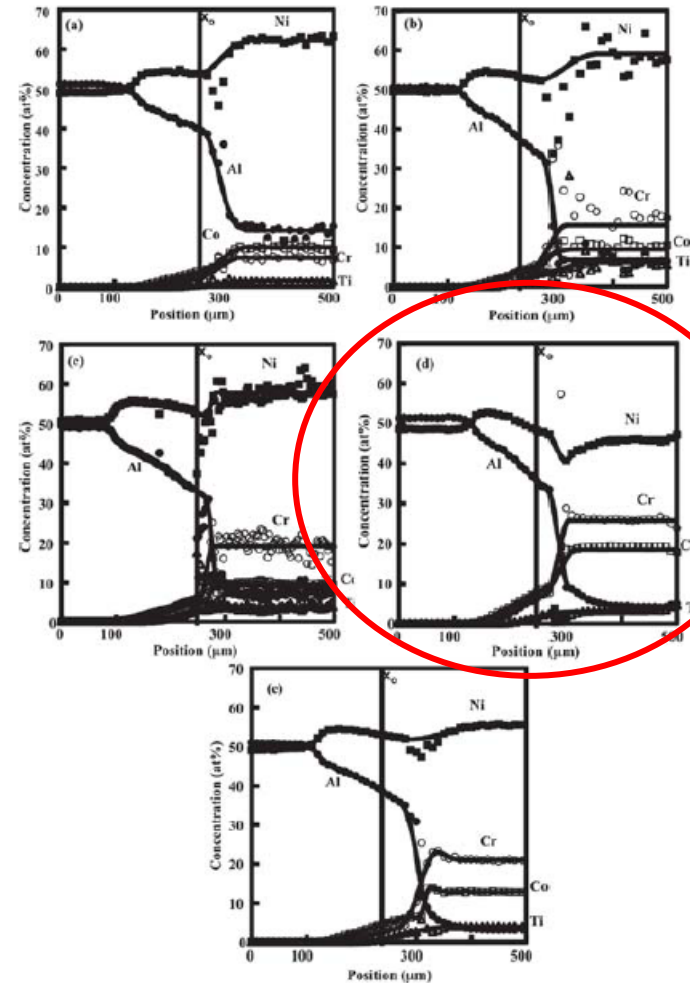 (a)
70
60
50
40
30
20
10
0
Concentration (at%)
0 100 300 500
Position (µm)
X₀
Ni
Al
Co
Cr
Ti
(b)
70
60
50
40
30
20
10
0
Concentration (at%)
0 100 300 500
Position (µm)
X₀
Ni
Al
Cr
Co
Ti
(c)
70
60
50
40
30
20
10
0
Concentration (at%)
0 100 300 500
Position (µm)
X₀
Ni
Al
Cr
(d)
70
60
50
40
30
20
10
0
Concentration (at%)
0 100 300 500
Position (µm)
X₀
Ni
Al
Cr
C
T
(e)
70
60
50
40
30
20
10
0
Concentration (at%)
0 100 300 500
Position (µm)
X₀
Ni
Al
Cr
Co
Ti